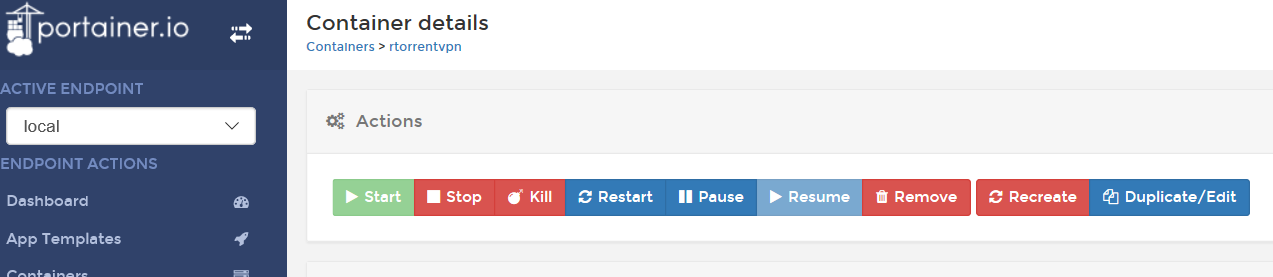 portainer.io
ACTIVE ENDPOINT
local
ENDPOINT ACTIONS
Dashboard
App Templates
Containers
Container details
Containers > rtorrentvpn
Actions
Start Stop Kill Restart Pause Resume Remove Recreate Duplicate/Edit